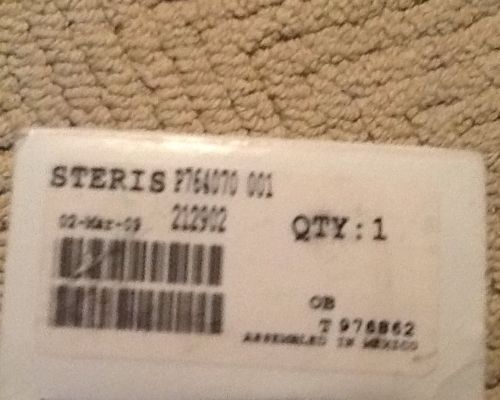 STERIS P764070 001
02-Mar-09 212902
QTY: 1
OB
T 976862
ASSEMBLED IN MEXICO